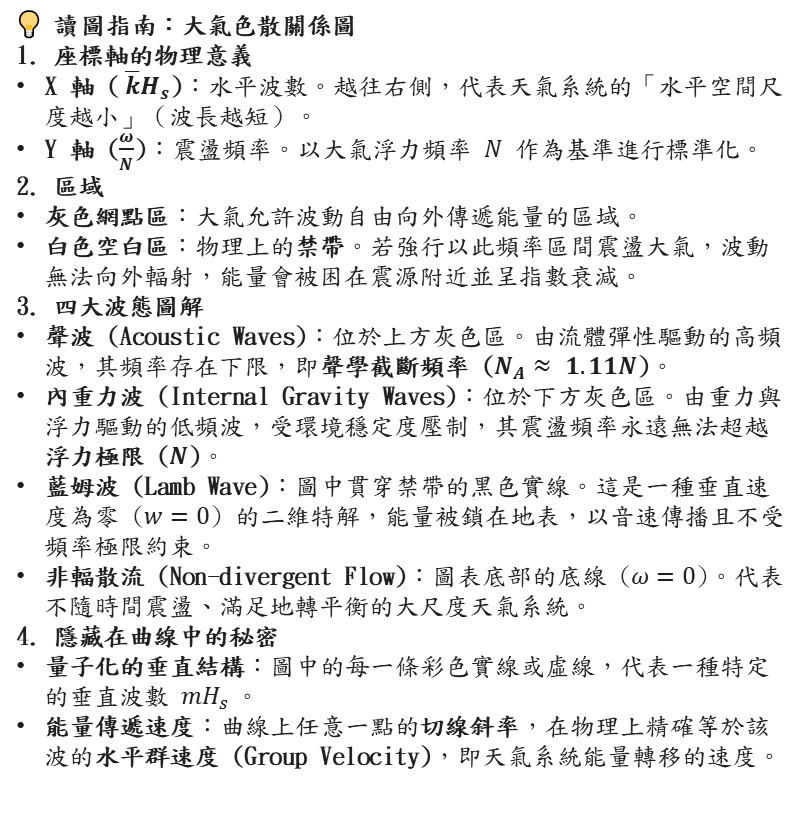 💡 讀圖指南：大氣色散關係圖
1. 座標軸的物理意義
• X 軸 (k̅Hₛ)：水平波數。越往右側，代表天氣系統的「水平空間尺
度越小」（波長越短）。
• Y 軸 (ω/N)：震盪頻率。以大氣浮力頻率 N 作為基準進行標準化。
2. 區域
• 灰色網點區：大氣允許波動自由向外傳遞能量的區域。
• 白色空白區：物理上的禁帶。若強行以此頻率區間震盪大氣，波動
無法向外輻射，能量會被困在震源附近並呈指數衰減。
3. 四大波態圖解
• 聲波 (Acoustic Waves)：位於上方灰色區。由流體彈性驅動的高頻
波，其頻率存在下限，即聲學截斷頻率 (N_A ≈ 1.11N)。
• 內重力波 (Internal Gravity Waves)：位於下方灰色區。由重力與
浮力驅動的低頻波，受環境穩定度壓制，其震盪頻率永遠無法超越
浮力極限 (N)。
• 藍姆波 (Lamb Wave)：圖中貫穿禁帶的黑色實線。這是一種垂直速
度為零（w = 0）的二維特解，能量被鎖在地表，以音速傳播且不受
頻率極限約束。
• 非輻散流 (Non-divergent Flow)：圖表底部的底線（ω = 0）。代表
不隨時間震盪、滿足地轉平衡的大尺度天氣系統。
4. 隱藏在曲線中的秘密
• 量子化的垂直結構：圖中的每一條彩色實線或虛線，代表一種特定
的垂直波數 mHₛ 。
• 能量傳遞速度：曲線上任意一點的切線斜率，在物理上精確等於該
波的水平群速度 (Group Velocity)，即天氣系統能量轉移的速度。